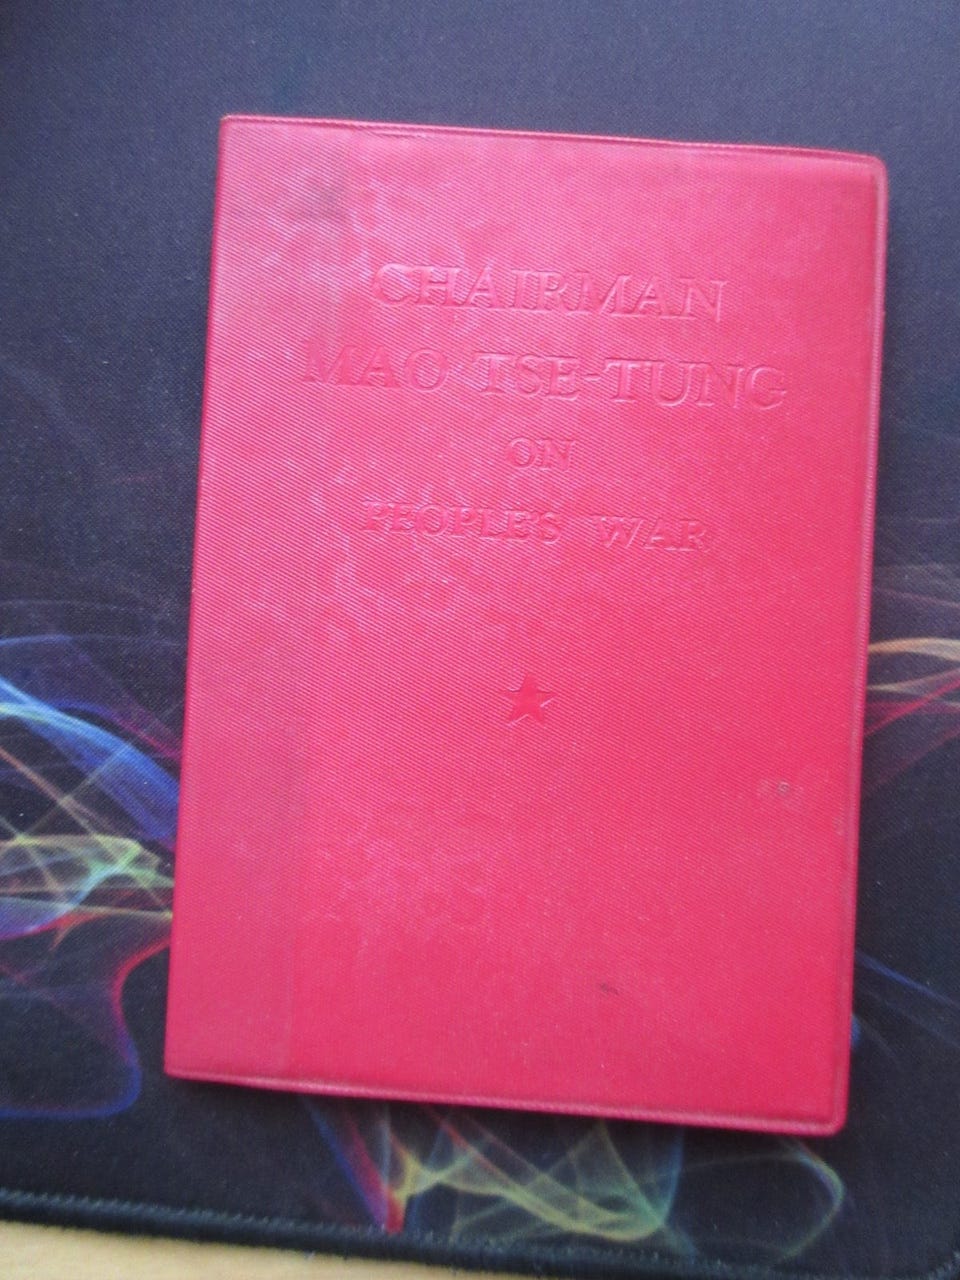 CHAIRMAN
MAO TSE-TUNG
ON
PEOPLE'S WAR